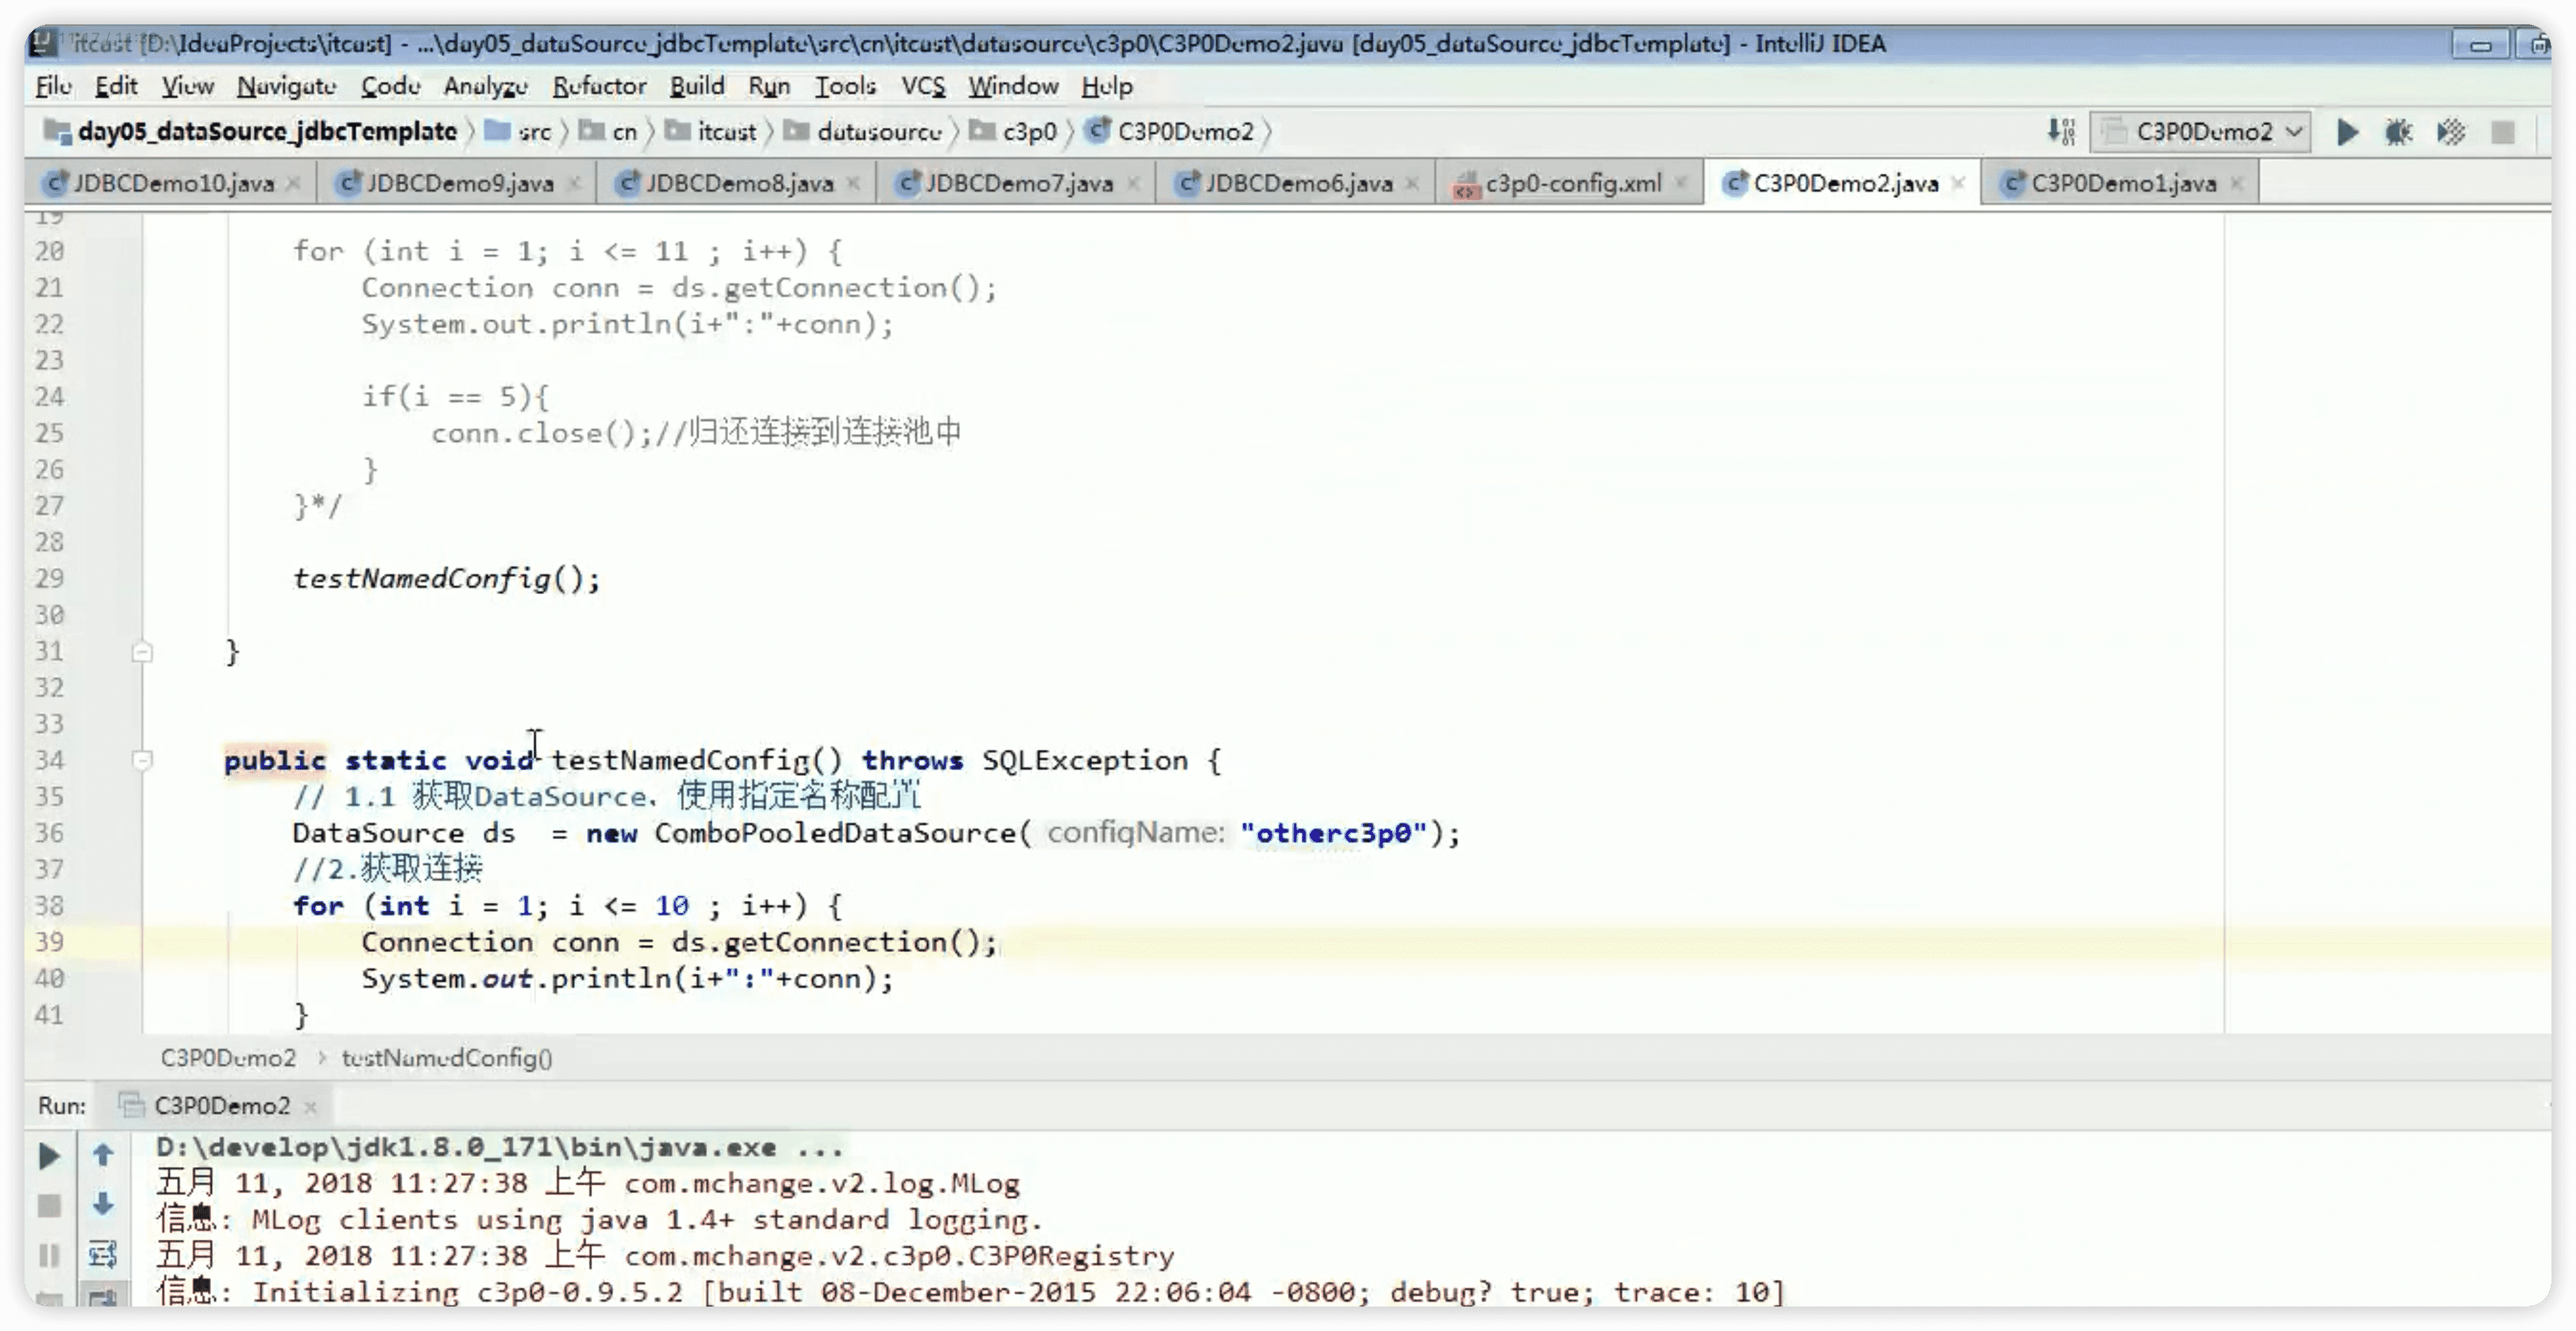 itcast [D:\IdeaProjects\itcast] - ...\day05_dataSource_jdbcTemplate\src\cn\itcast\datasource\c3p0\C3P0Demo2.java [day05_dataSource_jdbcTemplate] - IntelliJ IDEA
File Edit View Navigate Code Analyze Refactor Build Run Tools VCS Window Help
day05_dataSource_jdbcTemplate src cn itcast datasource c3p0 C3P0Demo2 C3P0Demo2
JDBCDemo10.java JDBCDemo9.java JDBCDemo8.java JDBCDemo7.java JDBCDemo6.java c3p0-config.xml C3P0Demo2.java C3P0Demo1.java
19
20 for (int i = 1; i <= 11 ; i++) {
21 Connection conn = ds.getConnection();
22 System.out.println(i+":"+conn);
23
24 if(i == 5){
25 conn.close();//归还连接到连接池中
26 }
27 }*/
28
29 testNamedConfig();
30
31 }
32
33
34 public static void testNamedConfig() throws SQLException {
35 // 1.1 获取DataSource，使用指定名称配置
36 DataSource ds = new ComboPooledDataSource( configName: "otherc3p0");
37 //2.获取连接
38 for (int i = 1; i <= 10 ; i++) {
39 Connection conn = ds.getConnection();
40 System.out.println(i+":"+conn);
41 }
C3P0Demo2 › testNamedConfig()
Run: C3P0Demo2
D:\develop\jdk1.8.0_171\bin\java.exe ...
五月 11, 2018 11:27:38 上午 com.mchange.v2.log.MLog
信息: MLog clients using java 1.4+ standard logging.
五月 11, 2018 11:27:38 上午 com.mchange.v2.c3p0.C3P0Registry
信息: Initializing c3p0-0.9.5.2 [built 08-December-2015 22:06:04 -0800; debug? true; trace: 10]